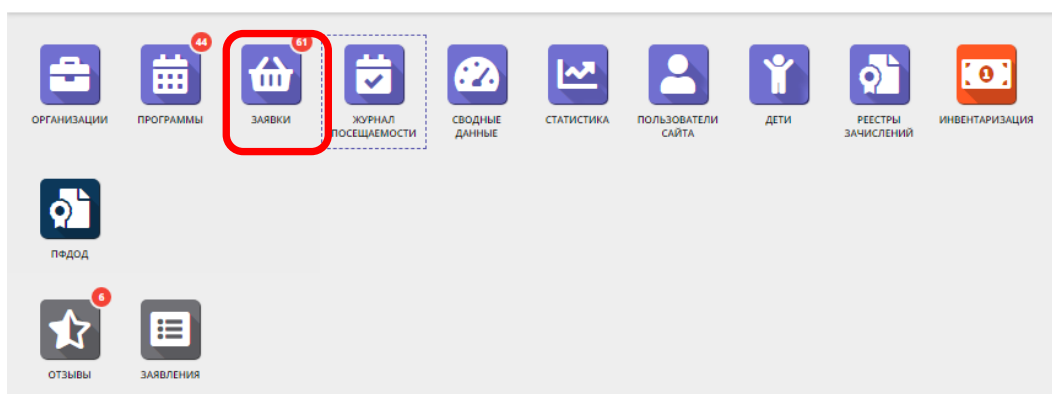 44
61
ОРГАНИЗАЦИИ
ПРОГРАММЫ
ЗАЯВКИ
ЖУРНАЛ
ПОСЕЩАЕМОСТИ
СВОДНЫЕ
ДАННЫЕ
СТАТИСТИКА
ПОЛЬЗОВАТЕЛИ
САЙТА
ДЕТИ
РЕЕСТРЫ
ЗАЧИСЛЕНИЙ
1
ИНВЕНТАРИЗАЦИЯ
ПФДОД
6
ОТЗЫВЫ
ЗАЯВЛЕНИЯ